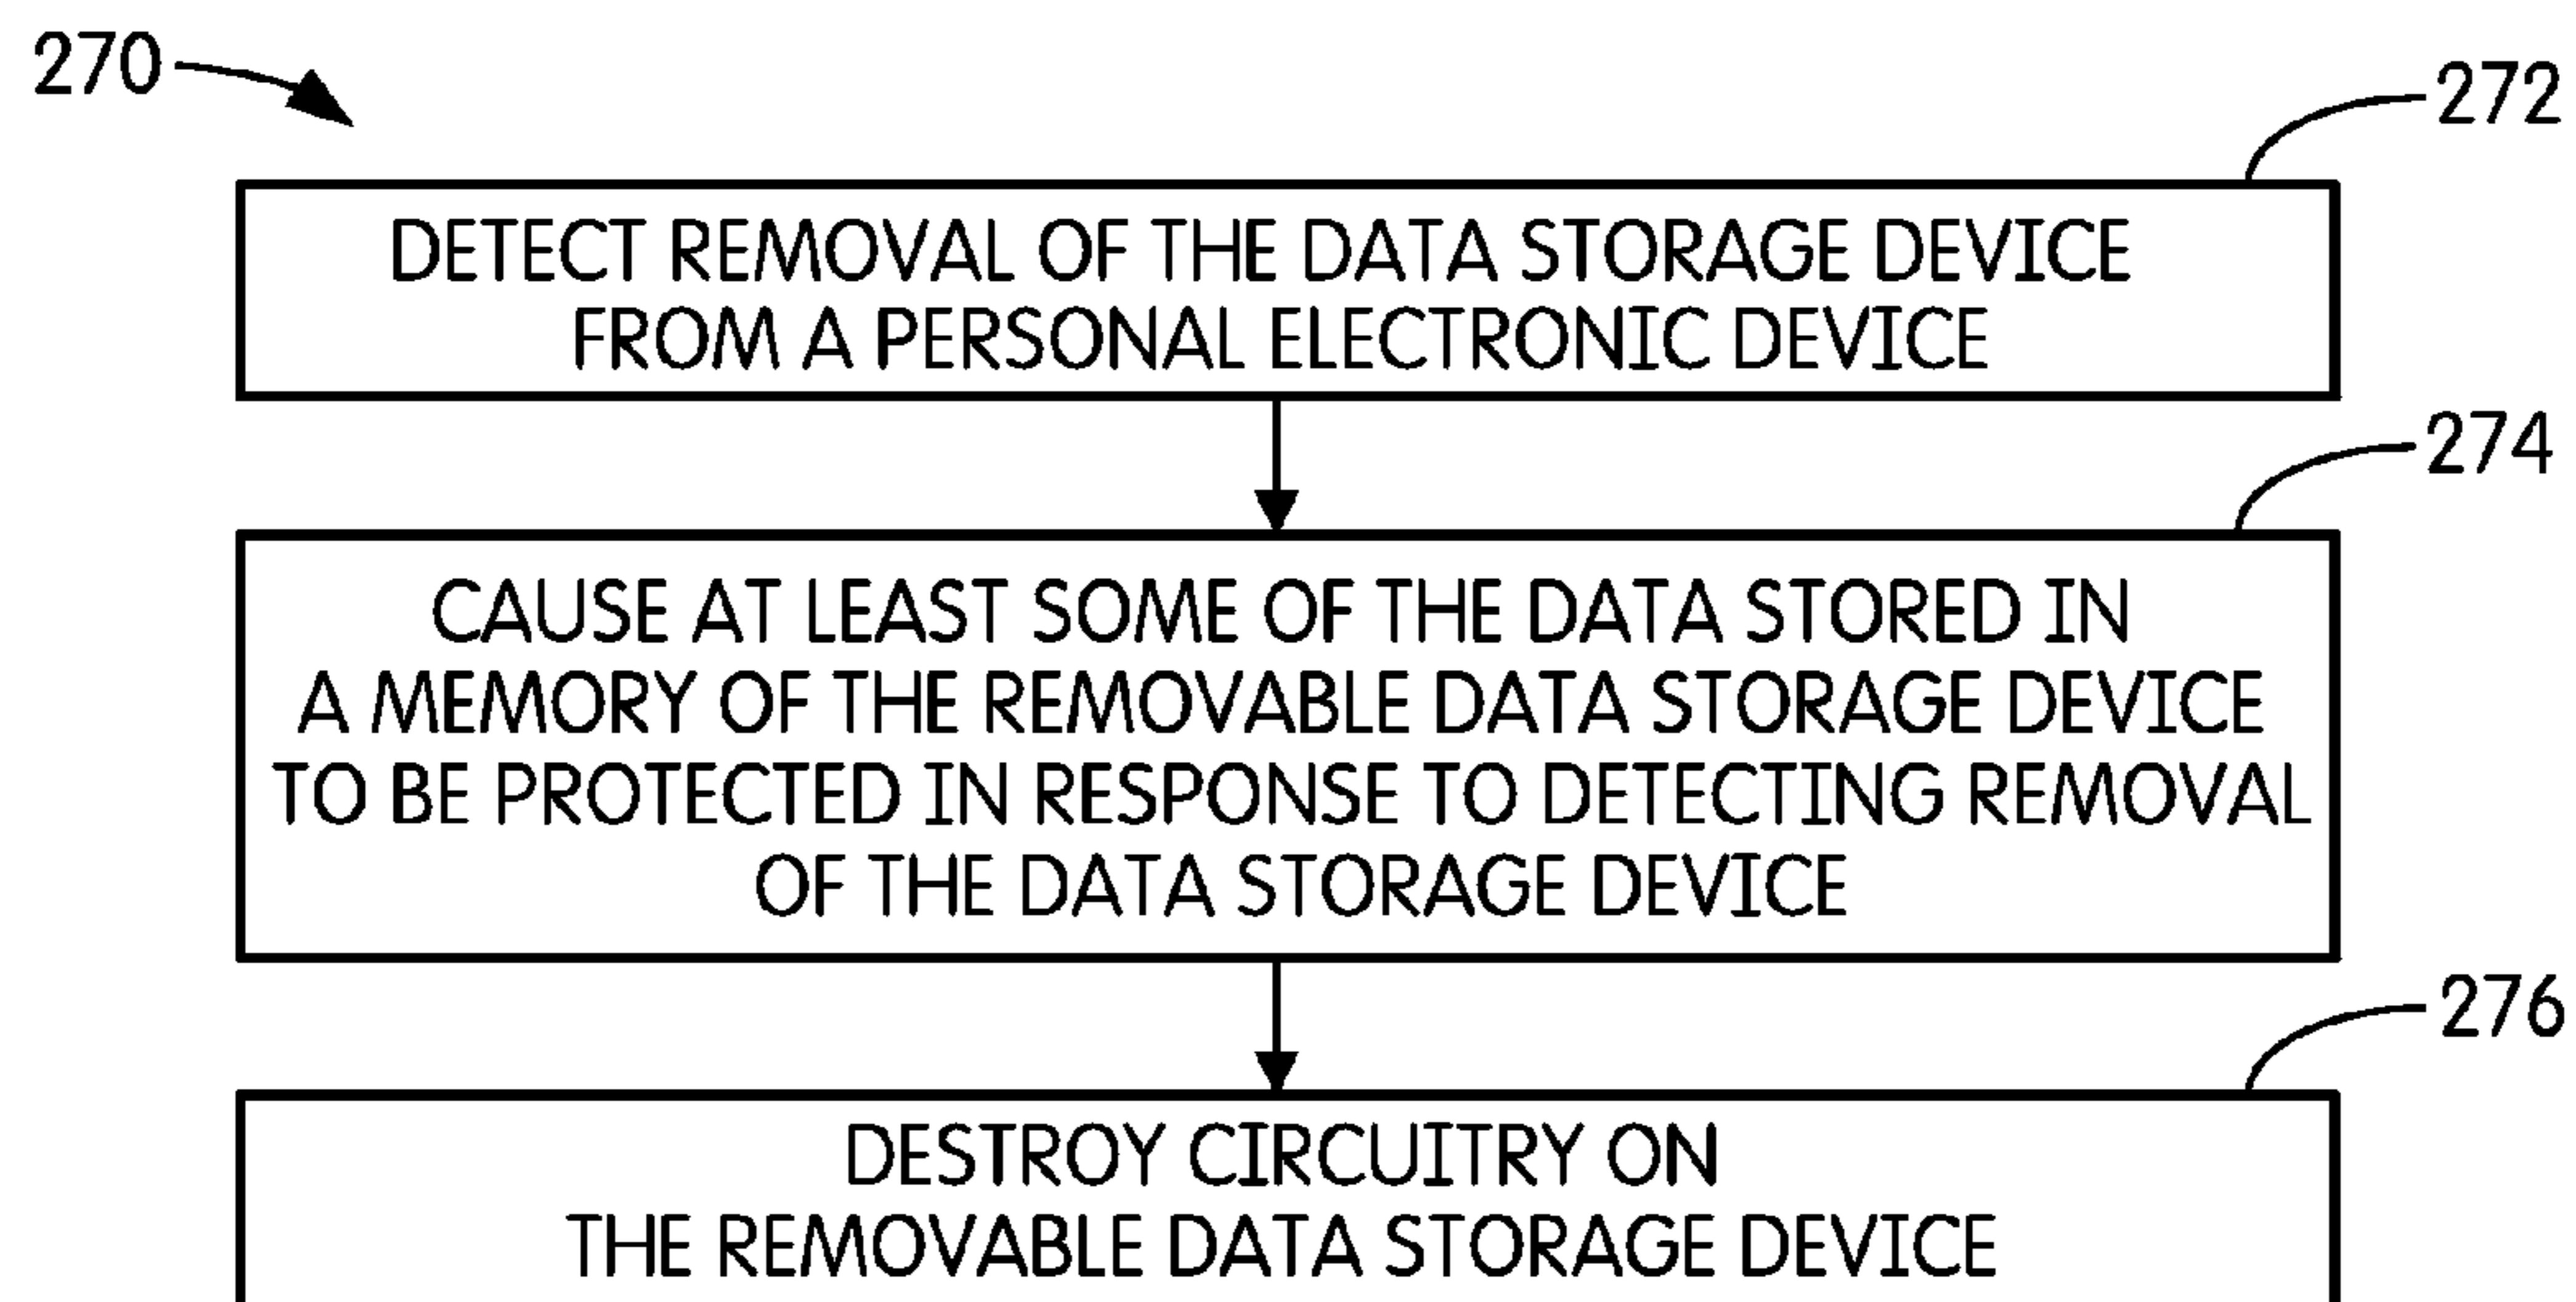 270
272
DETECT REMOVAL OF THE DATA STORAGE DEVICE
FROM A PERSONAL ELECTRONIC DEVICE
274
CAUSE AT LEAST SOME OF THE DATA STORED IN
A MEMORY OF THE REMOVABLE DATA STORAGE DEVICE
TO BE PROTECTED IN RESPONSE TO DETECTING REMOVAL
OF THE DATA STORAGE DEVICE
276
DESTROY CIRCUITRY ON
THE REMOVABLE DATA STORAGE DEVICE